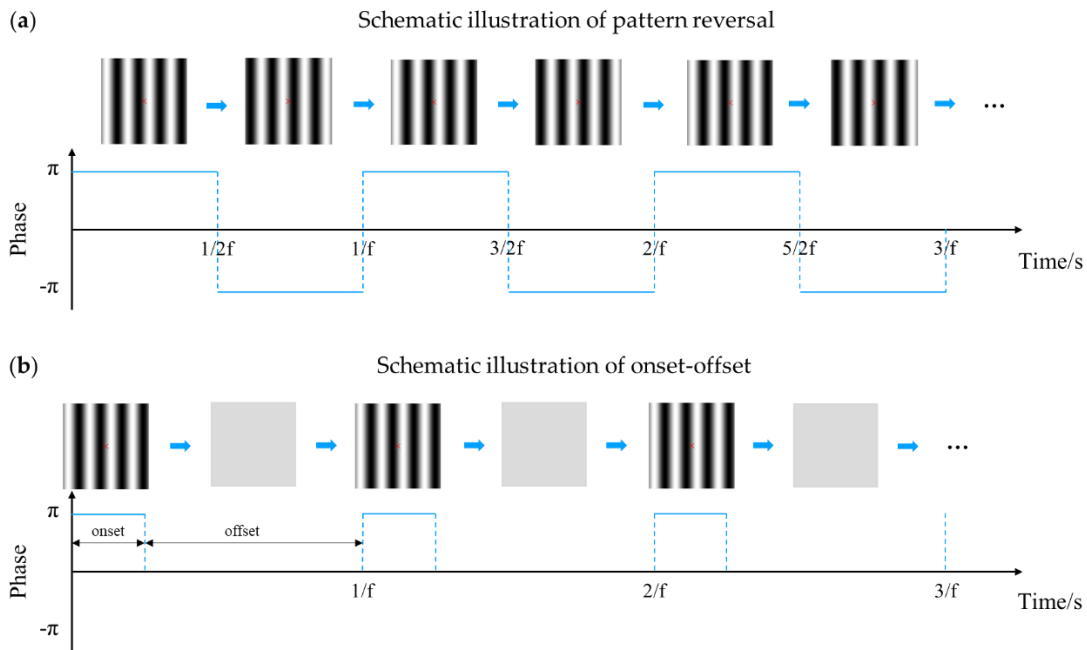 (a) Schematic illustration of pattern reversal
...
π
Phase
1/2f 1/f 3/2f 2/f 5/2f 3/f
Time/s
-π
(b) Schematic illustration of onset-offset
...
π
onset offset
Phase
1/f 2/f 3/f
Time/s
-π